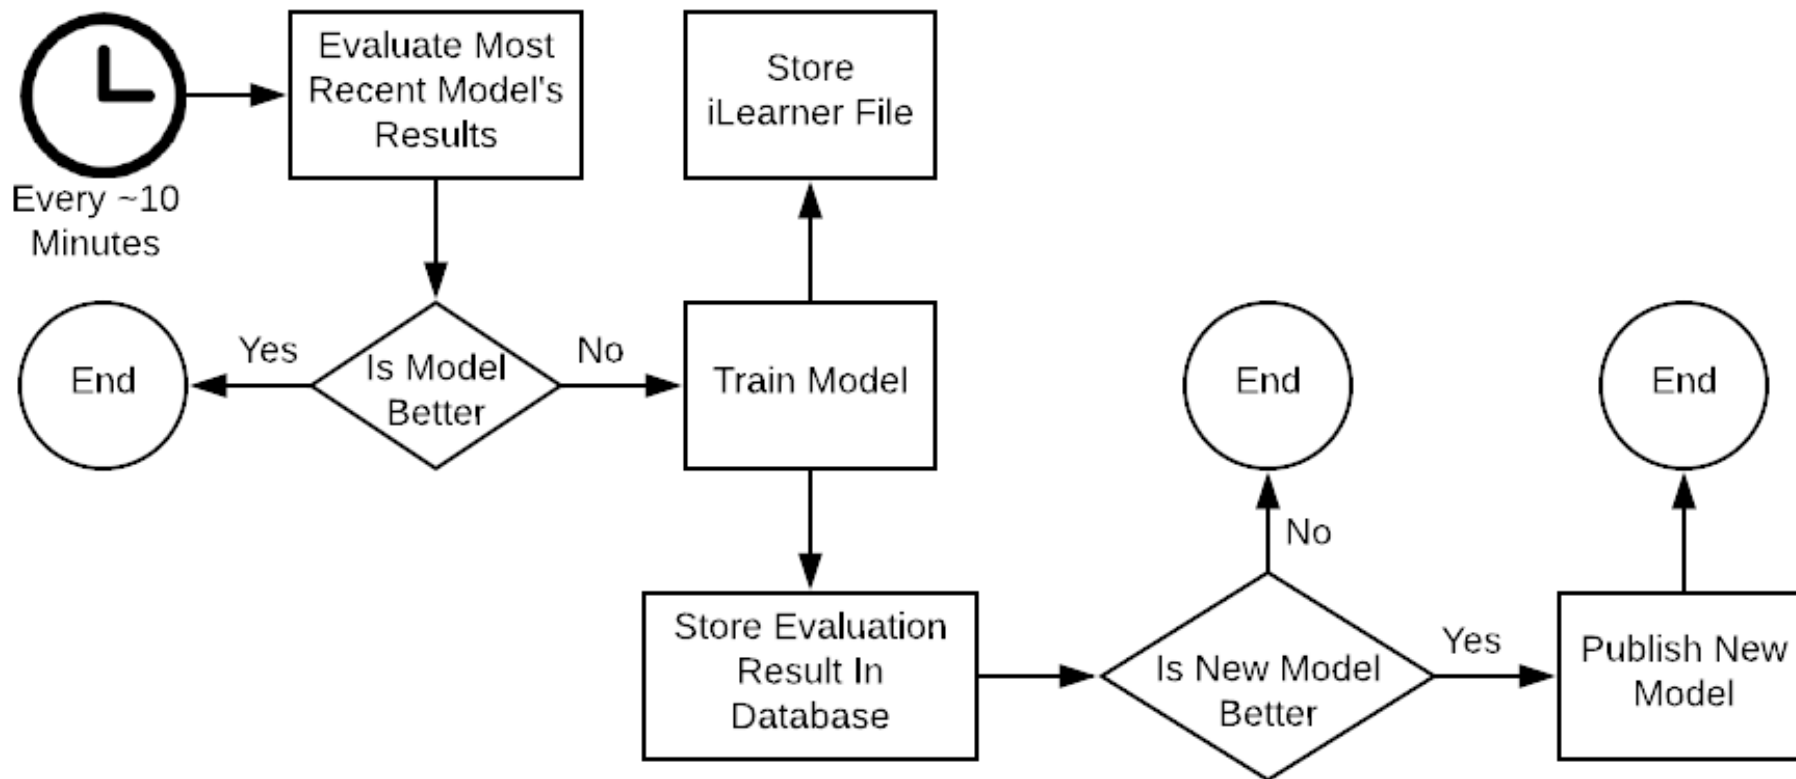 Every ~10
Minutes
Evaluate Most
Recent Model's
Results
Store
iLearner File
End
Yes
Is Model
Better
No
Train Model
Store Evaluation
Result In
Database
Is New Model
Better
No
End
Yes
Publish New
Model
End